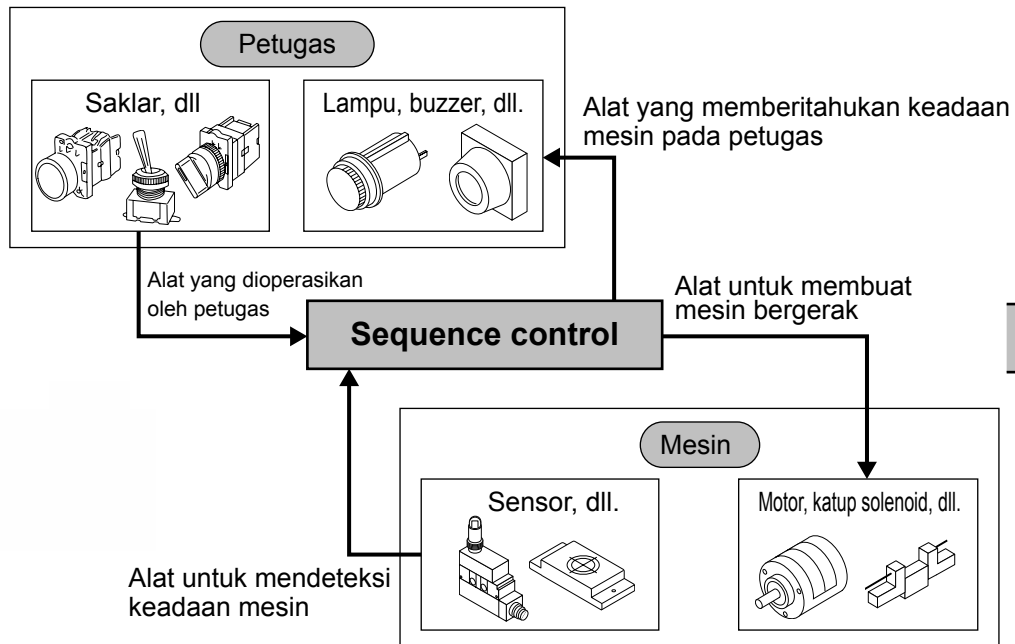 Petugas
Saklar, dll
Lampu, buzzer, dll.
Alat yang memberitahukan keadaan
mesin pada petugas
Alat yang dioperasikan
oleh petugas
Alat untuk membuat
mesin bergerak
Sequence control
Mesin
Sensor, dll.
Motor, katup solenoid, dll.
Alat untuk mendeteksi
keadaan mesin